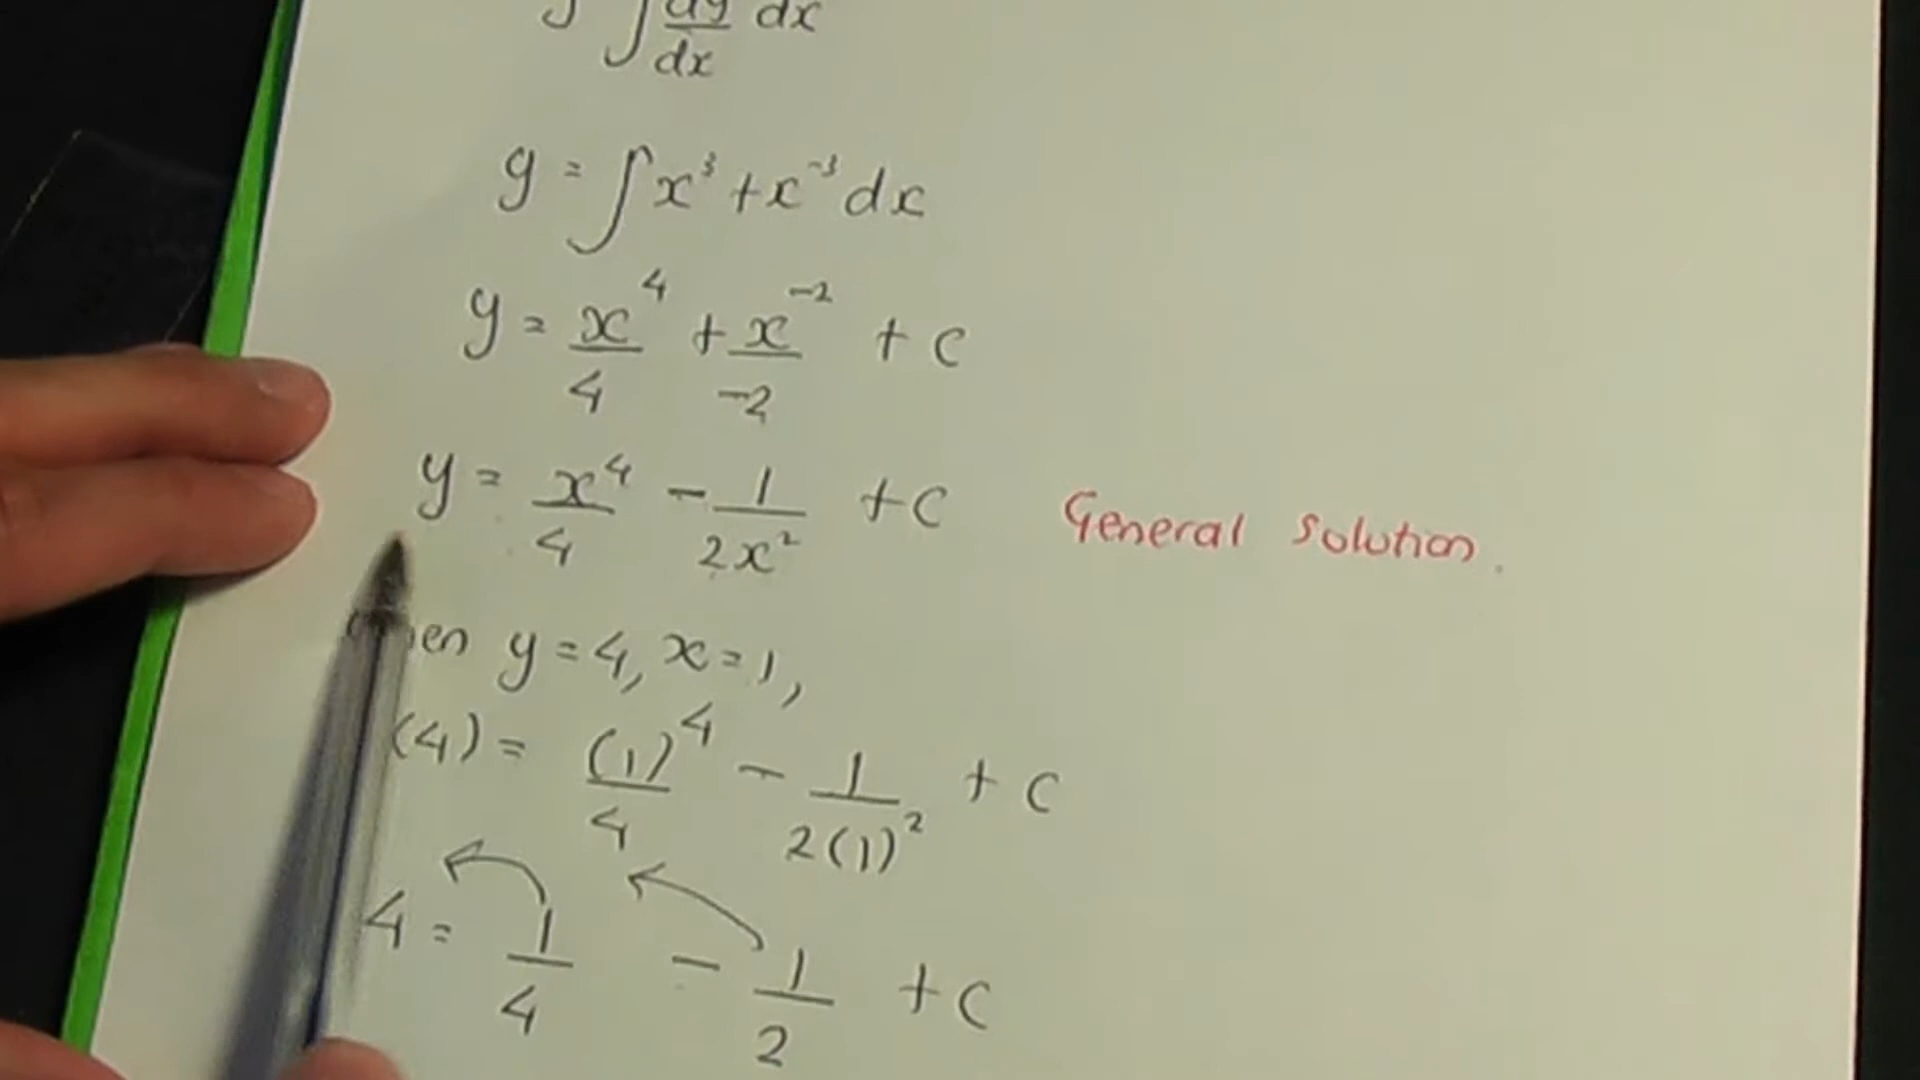 ∫ dy/dx dx
y = ∫ x³ + x⁻³ dx
y = x⁴/4 + x⁻²/-2 + c
y = x⁴/4 - 1/2x² + c General Solution.
y = 4, x = 1,
(4) = (1)⁴/4 - 1/2(1)² + c
4 = 1/4 - 1/2 + c